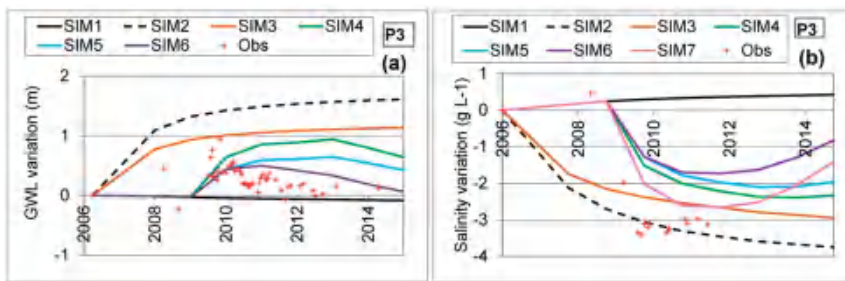 SIM1 SIM2 SIM3 SIM4 P3
SIM5 SIM6 Obs (a)
GWL variation (m)
2
1
0
-1
2006 2008 2010 2012 2014
SIM1 SIM2 SIM3 SIM4 P3
SIM5 SIM6 SIM7 Obs (b)
Salinity variation (g L-1)
1
0
-1
-2
-3
-4
2006 2008 2010 2012 2014